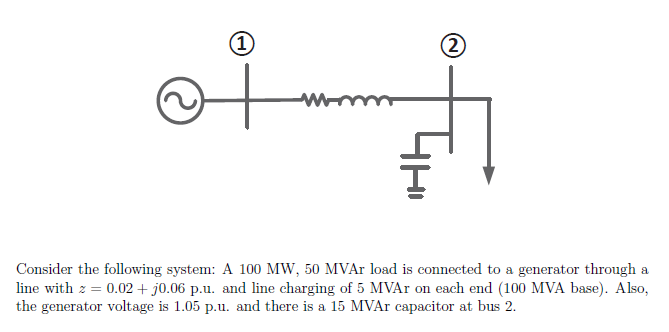 ① ②
Consider the following system: A 100 MW, 50 MVAr load is connected to a generator through a
line with z = 0.02 + j0.06 p.u. and line charging of 5 MVAr on each end (100 MVA base). Also,
the generator voltage is 1.05 p.u. and there is a 15 MVAr capacitor at bus 2.